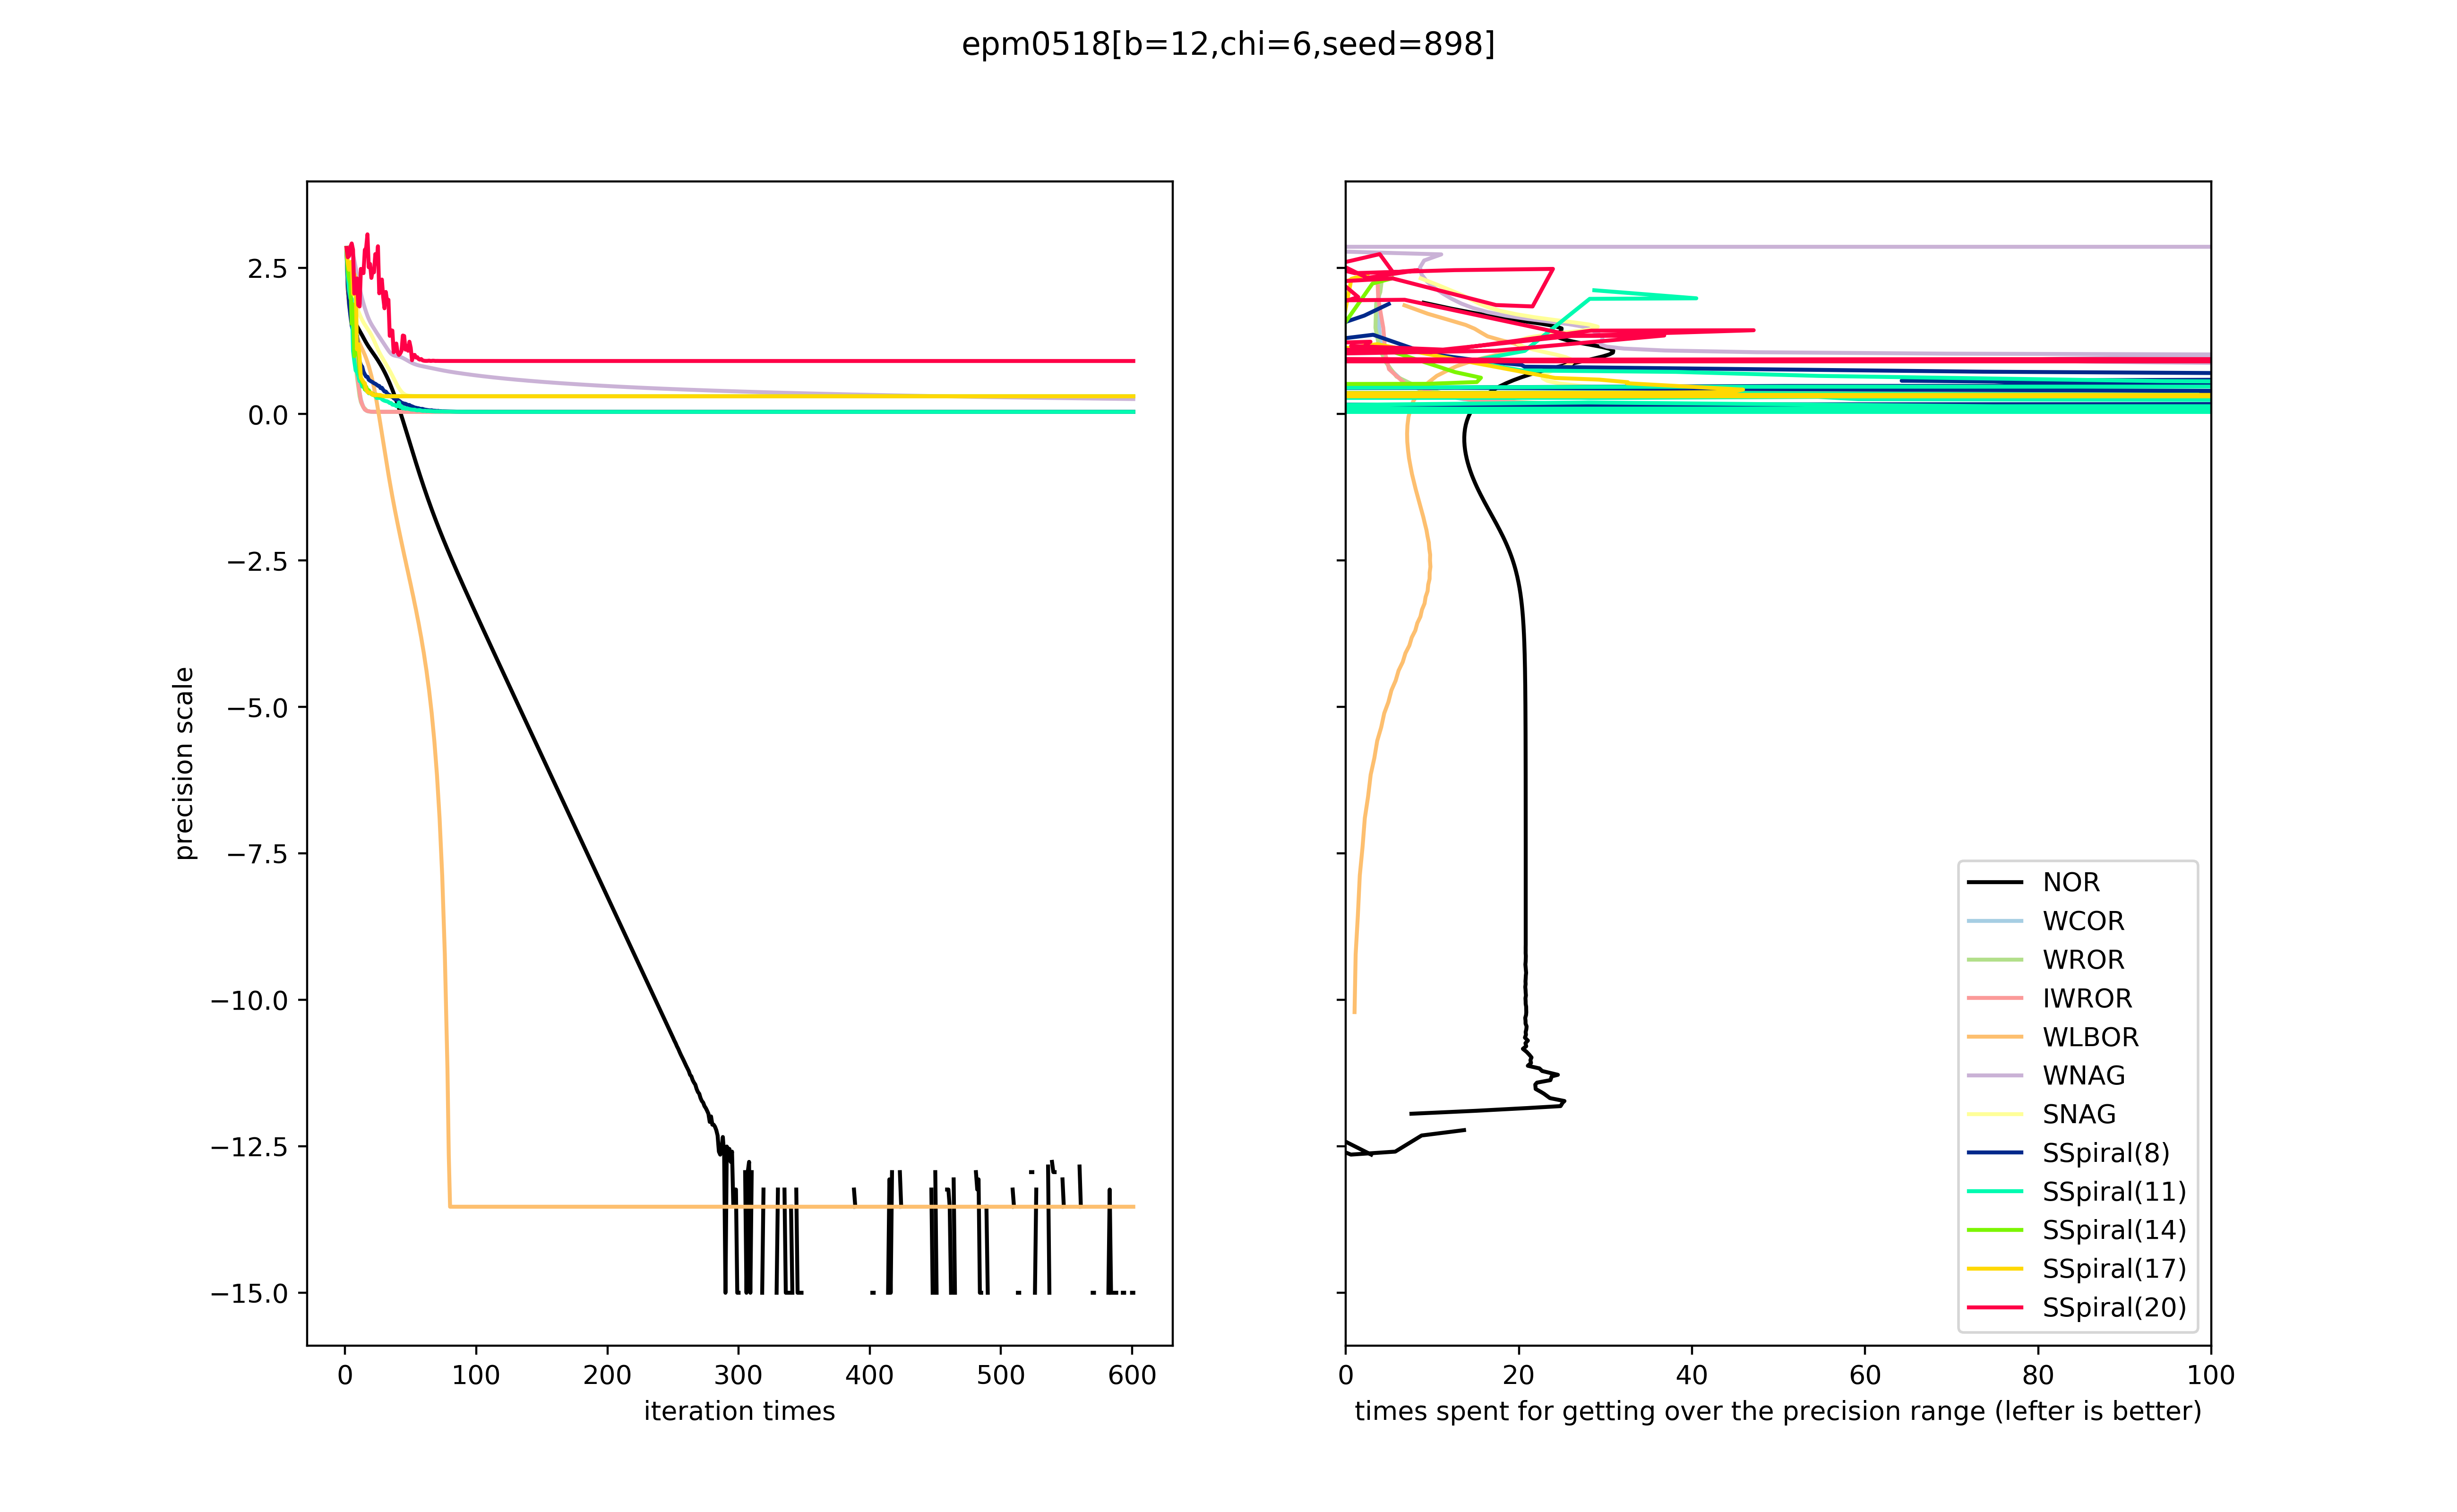 epm0518[b=12,chi=6,seed=898]
precision scale
2.5
0.0
−2.5
−5.0
−7.5
−10.0
−12.5
−15.0
0 100 200 300 400 500 600
iteration times
0 20 40 60 80 100
times spent for getting over the precision range (lefter is better)
NOR
WCOR
WROR
IWROR
WLBOR
WNAG
SNAG
SSpiral(8)
SSpiral(11)
SSpiral(14)
SSpiral(17)
SSpiral(20)